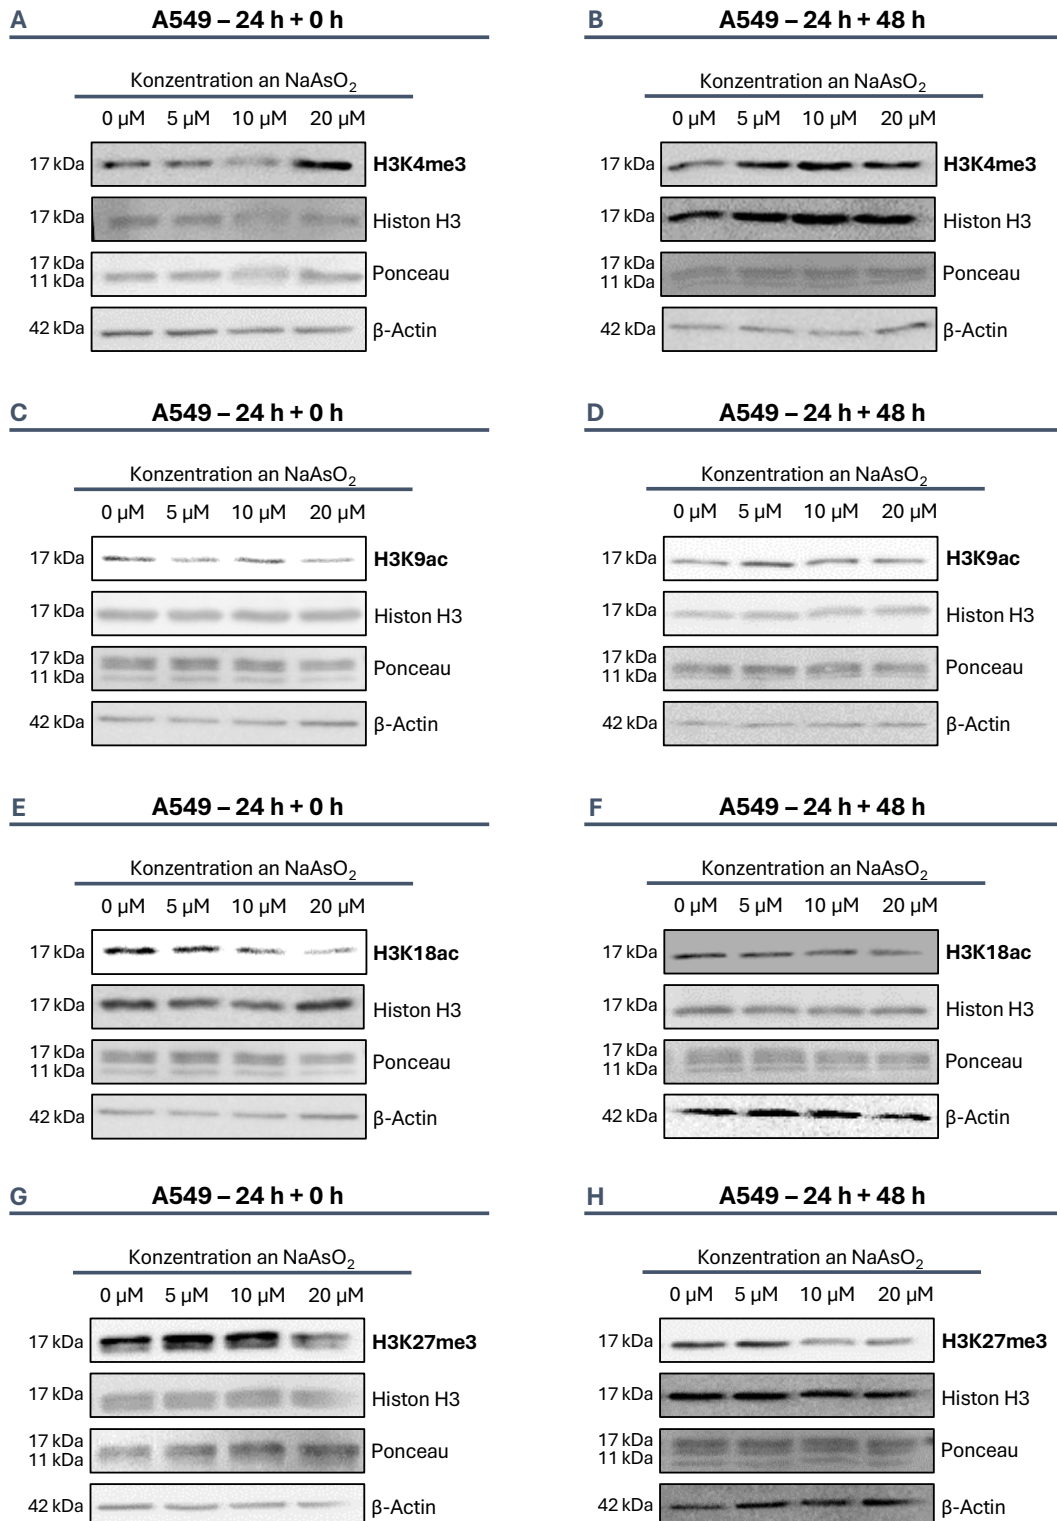 A A549 – 24 h + 0 h
Konzentration an NaAsO₂
0 µM 5 µM 10 µM 20 µM
17 kDa H3K4me3
17 kDa Histon H3
17 kDa
11 kDa Ponceau
42 kDa β-Actin
B A549 – 24 h + 48 h
Konzentration an NaAsO₂
0 µM 5 µM 10 µM 20 µM
17 kDa H3K4me3
17 kDa Histon H3
17 kDa
11 kDa Ponceau
42 kDa β-Actin
C A549 – 24 h + 0 h
Konzentration an NaAsO₂
0 µM 5 µM 10 µM 20 µM
17 kDa H3K9ac
17 kDa Histon H3
17 kDa
11 kDa Ponceau
42 kDa β-Actin
D A549 – 24 h + 48 h
Konzentration an NaAsO₂
0 µM 5 µM 10 µM 20 µM
17 kDa H3K9ac
17 kDa Histon H3
17 kDa
11 kDa Ponceau
42 kDa β-Actin
E A549 – 24 h + 0 h
Konzentration an NaAsO₂
0 µM 5 µM 10 µM 20 µM
17 kDa H3K18ac
17 kDa Histon H3
17 kDa
11 kDa Ponceau
42 kDa β-Actin
F A549 – 24 h + 48 h
Konzentration an NaAsO₂
0 µM 5 µM 10 µM 20 µM
17 kDa H3K18ac
17 kDa Histon H3
17 kDa
11 kDa Ponceau
42 kDa β-Actin
G A549 – 24 h + 0 h
Konzentration an NaAsO₂
0 µM 5 µM 10 µM 20 µM
17 kDa H3K27me3
17 kDa Histon H3
17 kDa
11 kDa Ponceau
42 kDa β-Actin
H A549 – 24 h + 48 h
Konzentration an NaAsO₂
0 µM 5 µM 10 µM 20 µM
17 kDa H3K27me3
17 kDa Histon H3
17 kDa
11 kDa Ponceau
42 kDa β-Actin